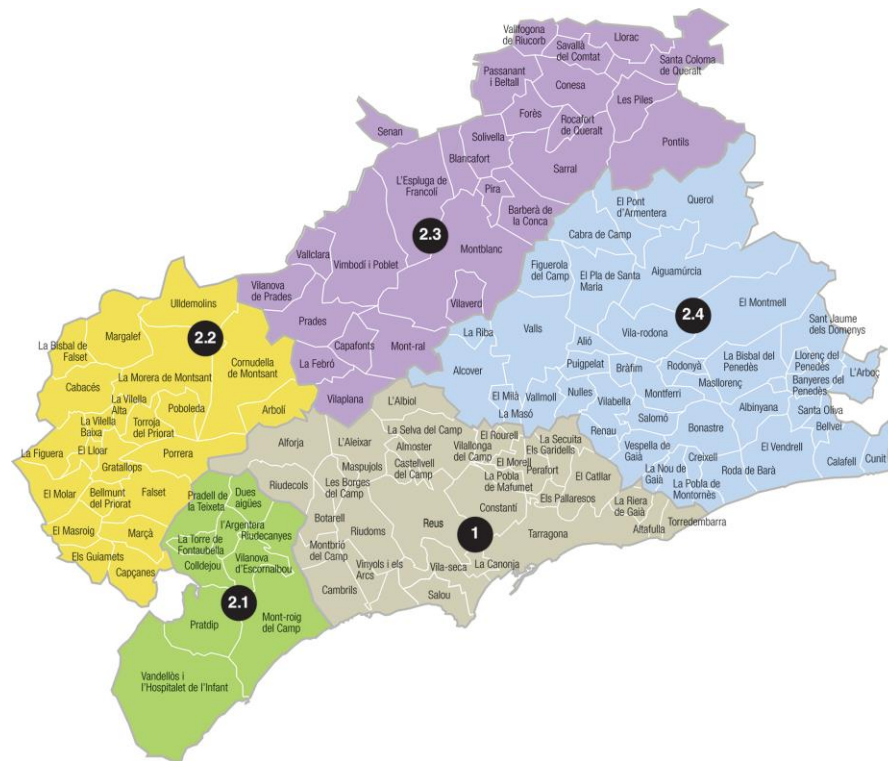 Vallfogona
de Riucorb
Savallà
del Comtat
Llorac
Santa Coloma
de Queralt
Passanant
i Beltall
Conesa
Les Piles
Forès
Rocafort
de Queralt
Senan
Solivella
Blancafort
Pontils
Sarral
L'Espluga de
Francolí
Pira
Barberà de
la Conca
2.3
Montblanc
Vallclara
Vimbodí i Poblet
Vilanova
de Prades
Vilaverd
Prades
Capafonts
Mont-ral
La Febró
Vilaplana
El Pont
d'Armentera
Querol
Cabra de Camp
Figuerola
del Camp
El Pla de Santa
Maria
Aiguamúrcia
El Montmell
2.4
Sant Jaume
dels Domenys
La Riba
Valls
Vila-rodona
Alió
Alcover
Puigpelat
Bràfim
Rodonyà
La Bisbal del
Penedès
Llorenç del
Penedès
L'Arboç
Masllorenç
Banyeres del
Penedès
El Milà
Vallmoll
Nulles
Vilabella
Montferri
Albinyana
Santa Oliva
La Masó
Salomó
Bonastre
Bellvei
Renau
Vespella de
Gaià
Creixell
El Vendrell
La Nou de
Gaià
Roda de Barà
Calafell
Cunit
La Pobla de
Montornès
Ulldemolins
2.2
La Bisbal de
Falset
Margalef
Cornudella
de Montsant
Cabacés
La Morera de Montsant
La Vilella
Alta
Poboleda
Arbolí
La Vilella
Baixa
Torroja
del Priorat
La Figuera
El Lloar
Gratallops
Porrera
El Molar
Bellmunt
del Priorat
Falset
El Masroig
Marçà
Els Guiamets
Capçanes
Pradell de
la Teixeta
Dues
aigües
l'Argentera
Riudecanyes
La Torre de
Fontaubella
Colldejou
Vilanova
d'Escornalbou
2.1
Pratdip
Mont-roig
del Camp
Vandellòs i
l'Hospitalet de l'Infant
L'Albiol
Alforja
L'Aleixar
La Selva del Camp
Almoster
Vilallonga
del Camp
El Rourell
La Secuita
Els Garidells
Maspujols
Castellvell
del Camp
El Morell
Perafort
Riudecols
Les Borges
del Camp
La Pobla
de Mafumet
El Catllar
Els Pallaresos
Botarell
Riudoms
Reus
Constantí
La Riera
de Gaià
Torredembarra
Altafulla
1
Tarragona
Montbrió
del Camp
Vinyols i els
Arcs
Vila-seca
La Canonja
Cambrils
Salou